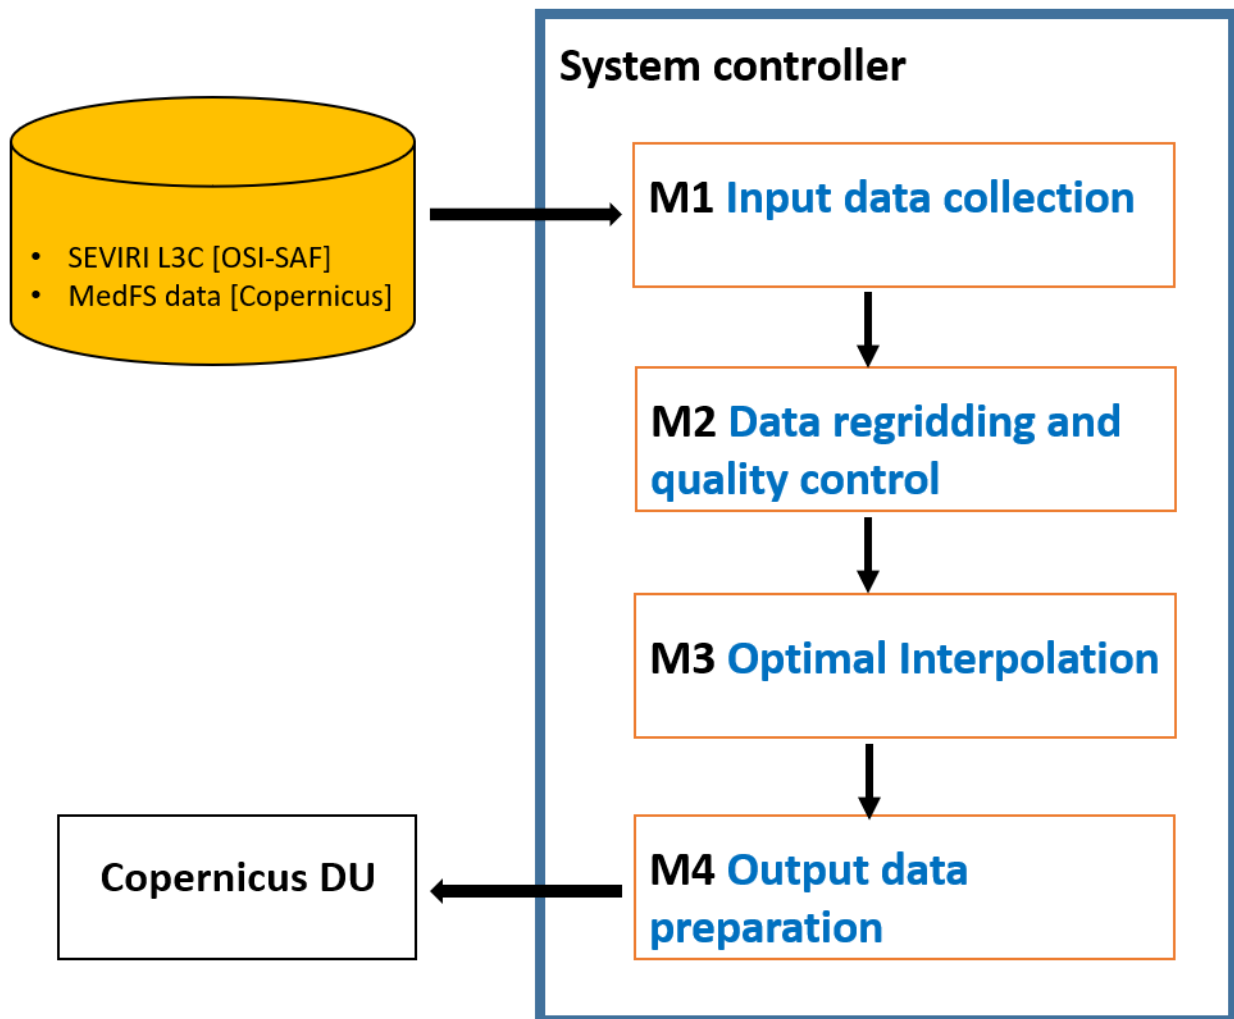 System controller
• SEVIRI L3C [OSI-SAF]
• MedFS data [Copernicus]
M1 Input data collection
M2 Data regridding and
quality control
M3 Optimal Interpolation
M4 Output data
preparation
Copernicus DU